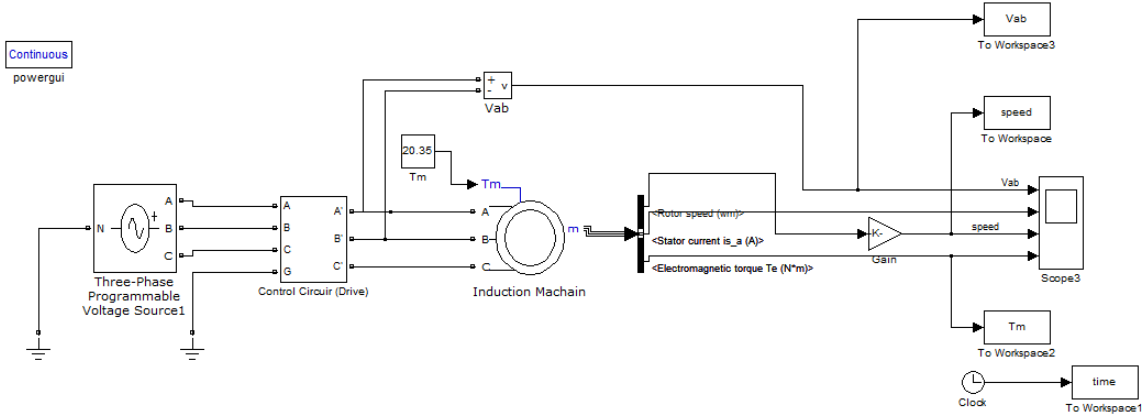 Vab
To Workspace3
Continuous
powergui
+
-
v
Vab
speed
To Workspace
20.35
Tm
Tm
Vab
A
B
C
N
+
Three-Phase
Programmable
Voltage Source1
A
B
C
G
A'
B'
C'
Control Circuir (Drive)
A
B
C
m
Induction Machain
<Rotor speed (wm)>
<Stator current is_a (A)>
<Electromagnetic torque Te (N*m)>
K-
Gain
speed
Scope3
Tm
To Workspace2
Clock
time
To Workspace1